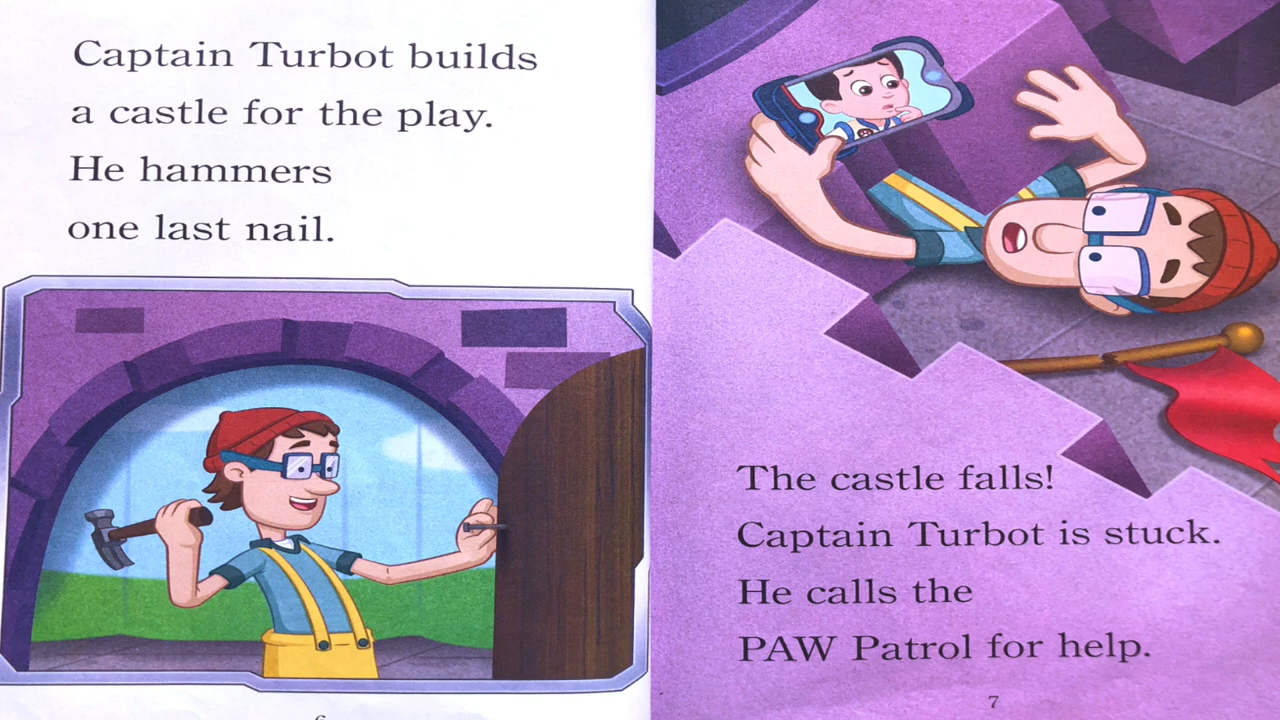 Captain Turbot builds
a castle for the play.
He hammers
one last nail.
The castle falls!
Captain Turbot is stuck.
He calls the
PAW Patrol for help.
7